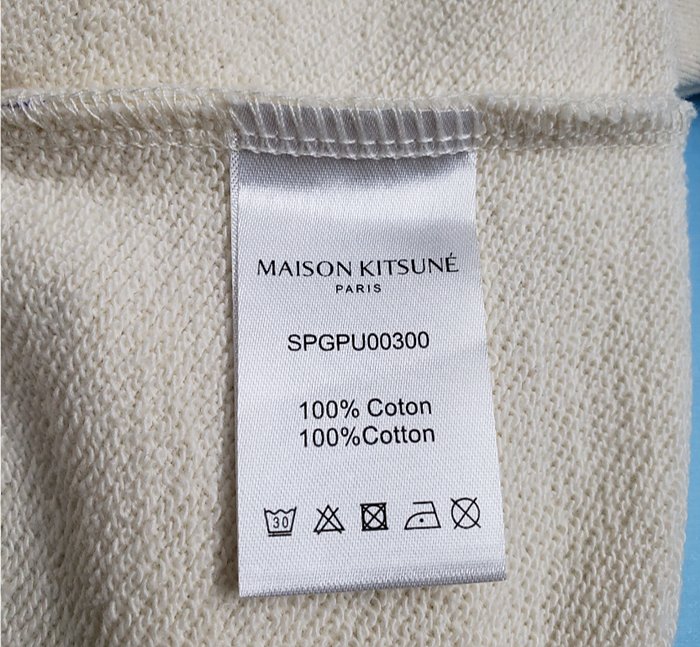 MAISON KITSUNÉ
PARIS
SPGPU00300
100% Coton
100%Cotton
30